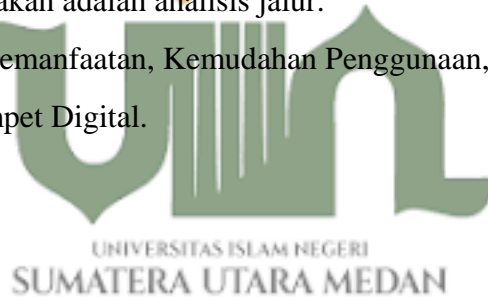 akan adalah analisis jalur.
emanfaatan, Kemudahan Penggunaan,
pet Digital.
UNIVERSITAS ISLAM NEGERI
SUMATERA UTARA MEDAN